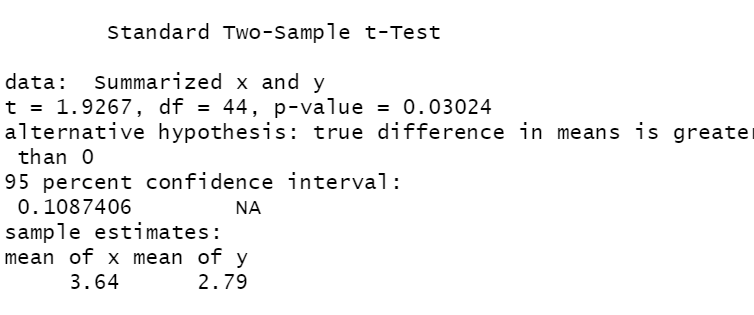 Standard Two-Sample t-Test
data:  Summarized x and y
t = 1.9267, df = 44, p-value = 0.03024
alternative hypothesis: true difference in means is greater
than 0
95 percent confidence interval:
0.1087406        NA
sample estimates:
mean of x mean of y
3.64      2.79